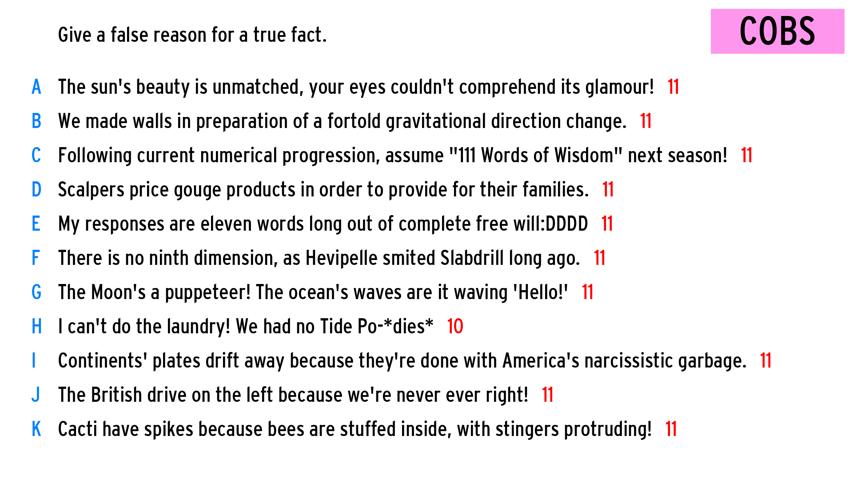 Give a false reason for a true fact.
COBS
A The sun's beauty is unmatched, your eyes couldn't comprehend its glamour! 11
B We made walls in preparation of a fortold gravitational direction change. 11
C Following current numerical progression, assume "111 Words of Wisdom" next season! 11
D Scalpers price gouge products in order to provide for their families. 11
E My responses are eleven words long out of complete free will:DDDD 11
F There is no ninth dimension, as Hevipelle smited Slabdrill long ago. 11
G The Moon's a puppeteer! The ocean's waves are it waving 'Hello!' 11
H I can't do the laundry! We had no Tide Po-*dies* 10
I Continents' plates drift away because they're done with America's narcissistic garbage. 11
J The British drive on the left because we're never ever right! 11
K Cacti have spikes because bees are stuffed inside, with stingers protruding! 11